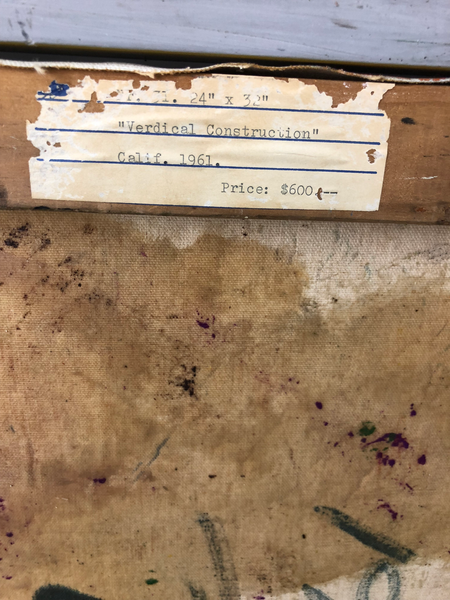 24" x 32"
"Verdical Construction"
Calif. 1961.
Price: $600.--